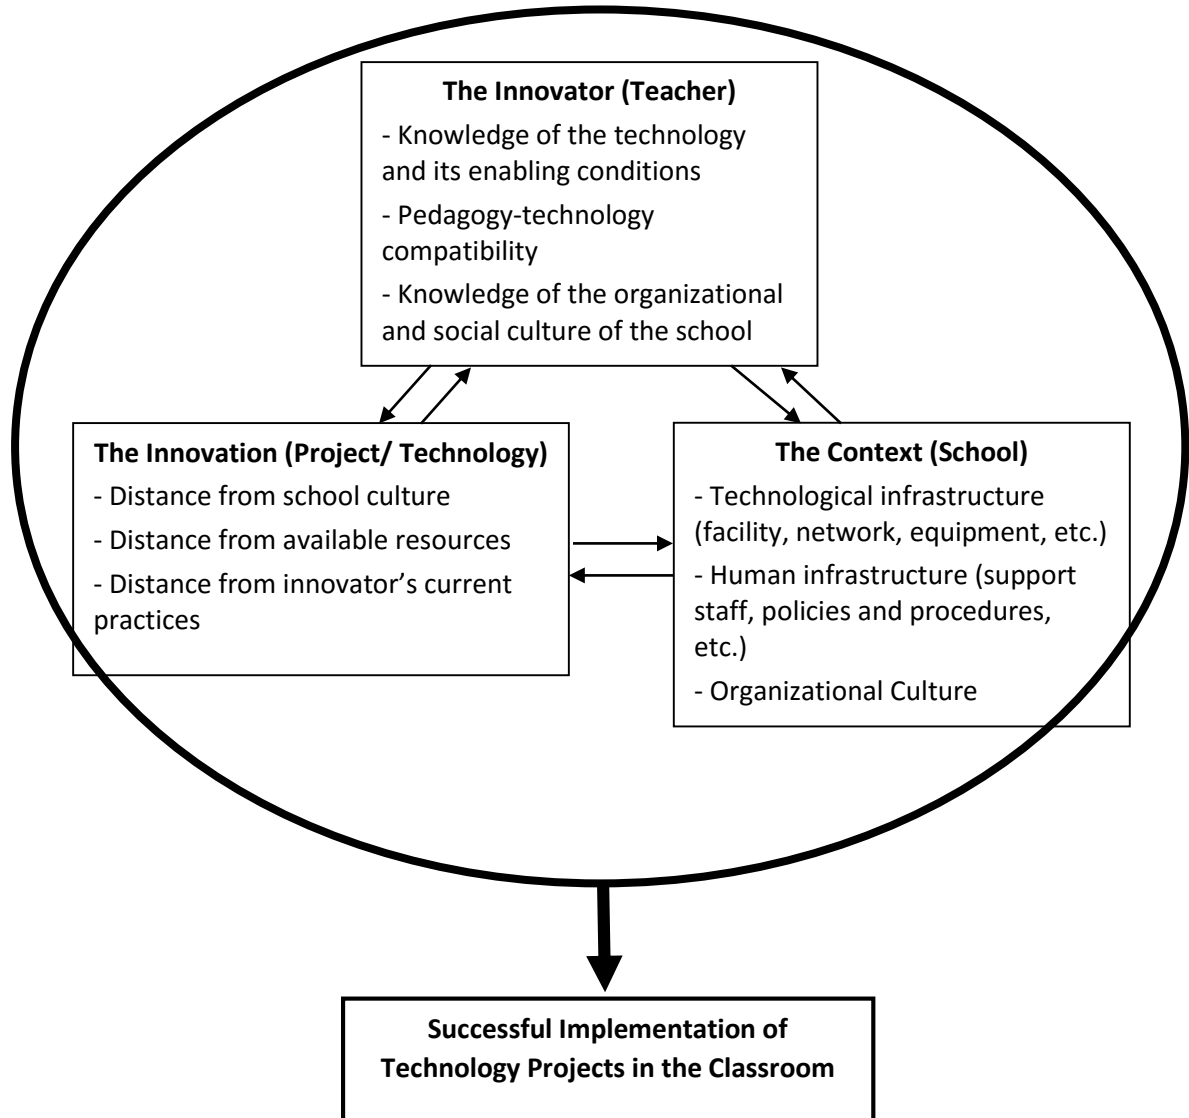 The Innovator (Teacher)
- Knowledge of the technology
and its enabling conditions
- Pedagogy-technology
compatibility
- Knowledge of the organizational
and social culture of the school
The Innovation (Project/ Technology)
- Distance from school culture
- Distance from available resources
- Distance from innovator’s current
practices
The Context (School)
- Technological infrastructure
(facility, network, equipment, etc.)
- Human infrastructure (support
staff, policies and procedures,
etc.)
- Organizational Culture
Successful Implementation of
Technology Projects in the Classroom